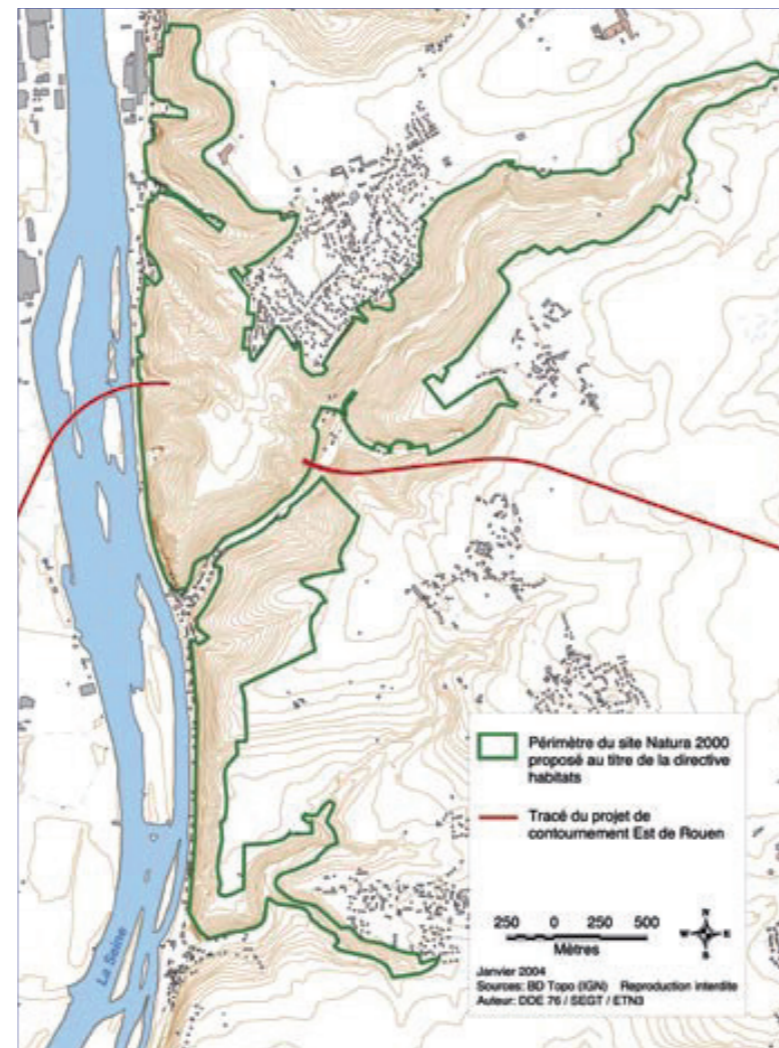 La Seine
Périmètre du site Natura 2000
proposé au titre de la directive
habitats
Tracé du projet de
contournement Est de Rouen
250 0 250 500
Mètres
N
W E
S
Janvier 2004
Sources: BD Topo (IGN) Reproduction interdite
Auteur: DDE 76 / SEGT / ETN3